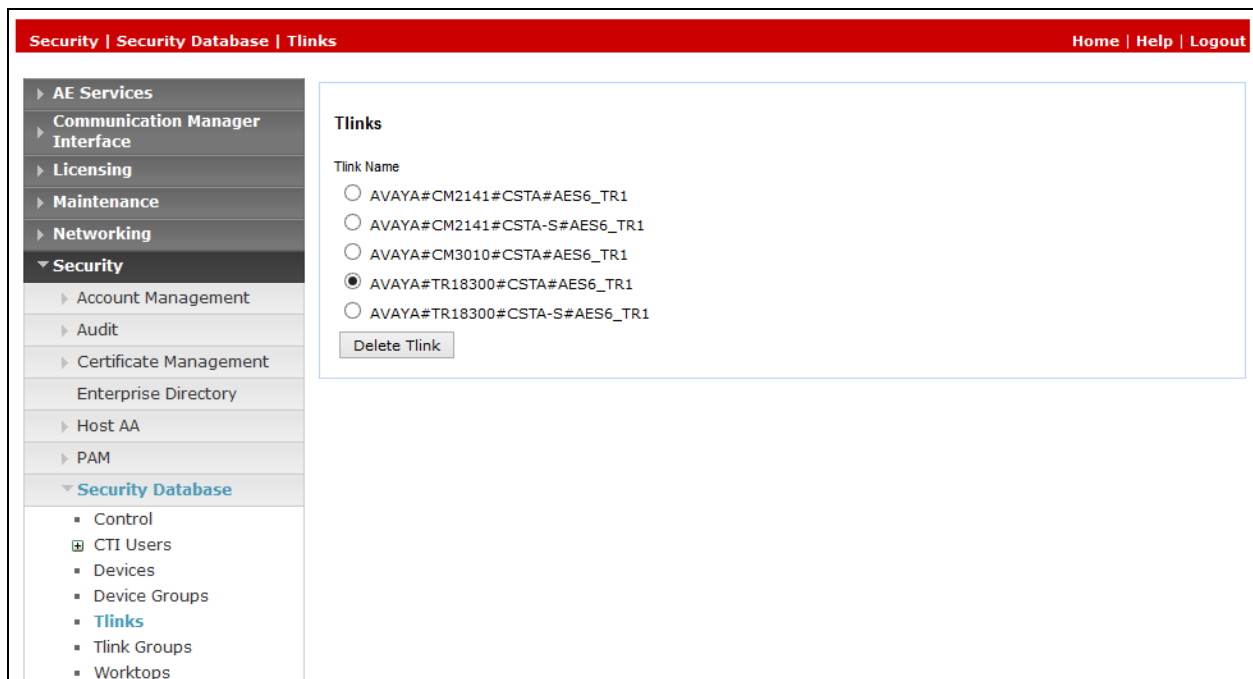 Security | Security Database | Tlinks
Home | Help | Logout
AE Services
Communication Manager
Interface
Licensing
Maintenance
Networking
Security
Account Management
Audit
Certificate Management
Enterprise Directory
Host AA
PAM
Security Database
Control
CTI Users
Devices
Device Groups
Tlinks
Tlink Groups
Worktops
Tlinks
Tlink Name
AVAYA#CM2141#CSTA#AES6_TR1
AVAYA#CM2141#CSTA-S#AES6_TR1
AVAYA#CM3010#CSTA#AES6_TR1
AVAYA#TR18300#CSTA#AES6_TR1
AVAYA#TR18300#CSTA-S#AES6_TR1
Delete Tlink